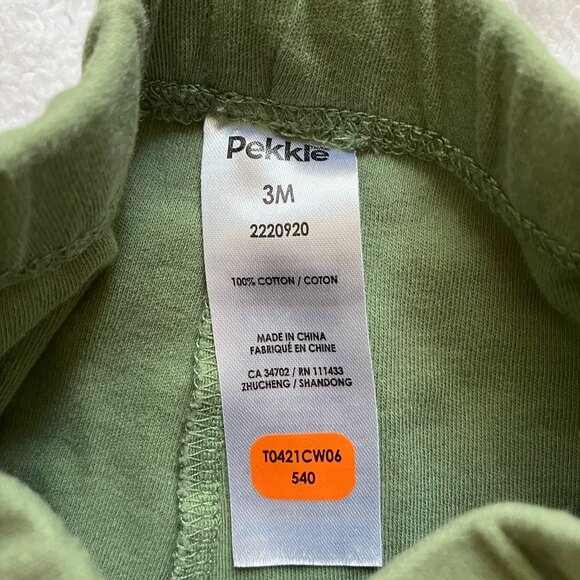 Pekkle
3M
2220920
100% COTTON / COTON
MADE IN CHINA
FABRIQUÉ EN CHINE
CA 34702 / RN 111433
ZHUCHENG / SHANDONG
T0421CW06
540